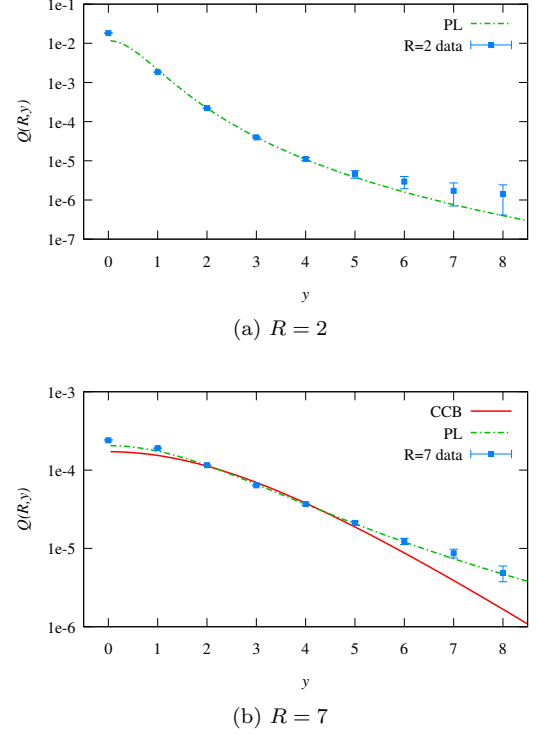 1e-1
1e-2
1e-3
1e-4
1e-5
1e-6
1e-7
Q(R,y)
PL
R=2 data
0 1 2 3 4 5 6 7 8
y
(a) R = 2
1e-3
1e-4
1e-5
1e-6
Q(R,y)
CCB
PL
R=7 data
0 1 2 3 4 5 6 7 8
y
(b) R = 7